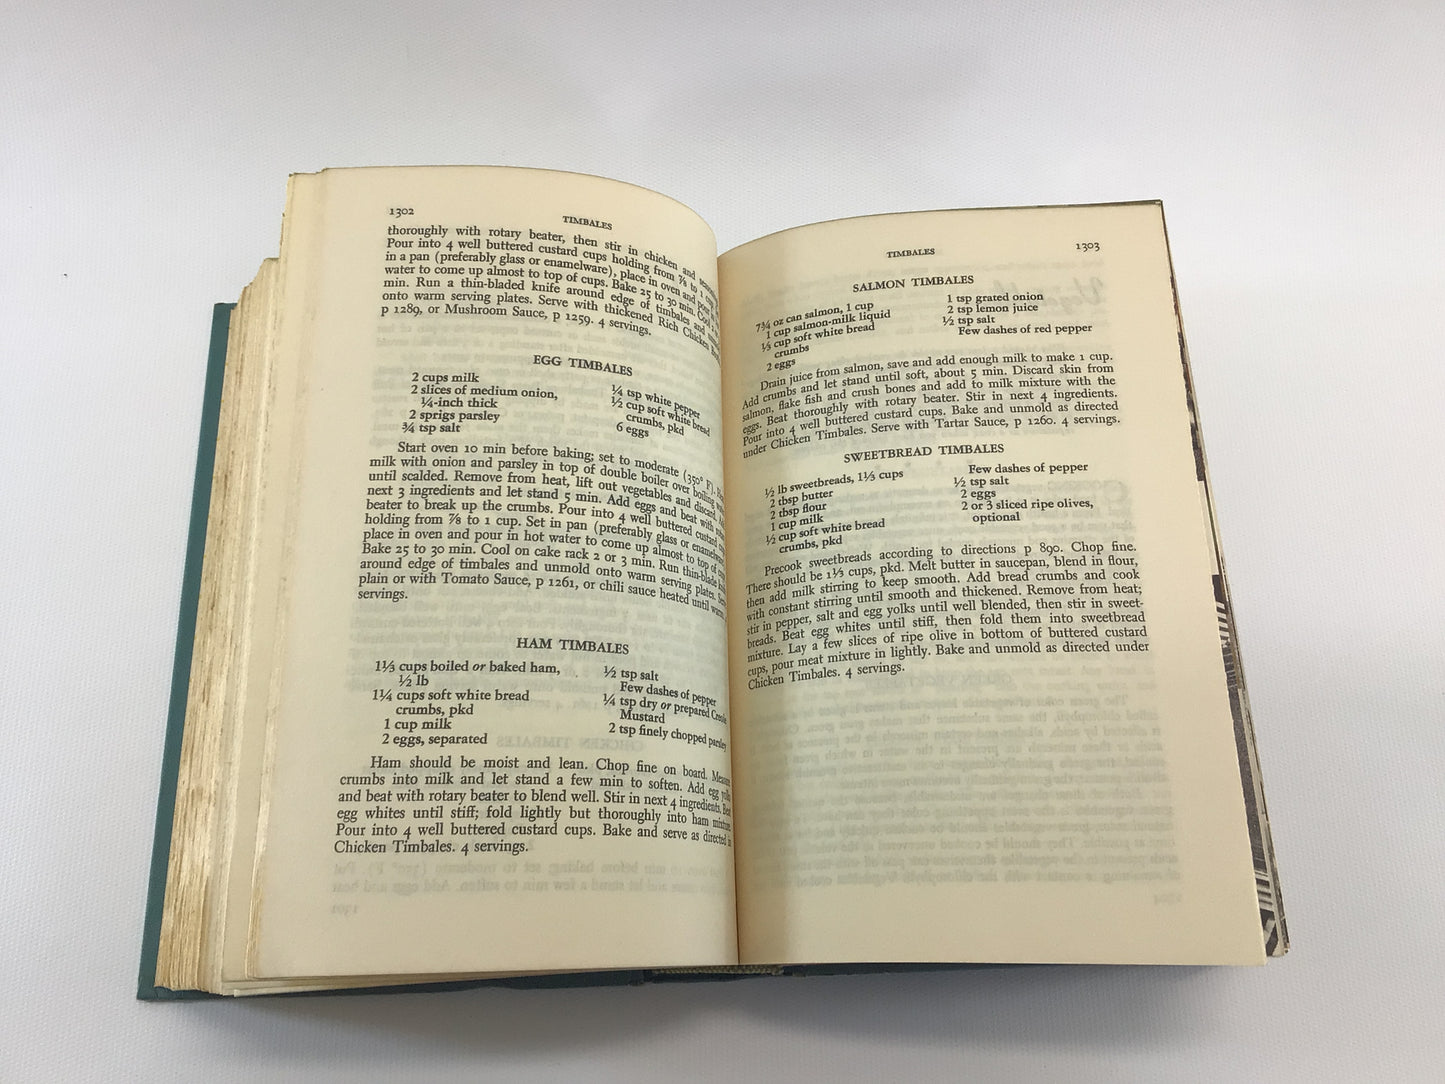 1302
TIMBALES
thoroughly with rotary beater, then stir in chicken and
Pour into 4 well buttered custard cups holding from ⅞ to 1
in a pan (preferably glass or enamelware), place in oven and pour
water to come up almost to top of cups. Bake 25 to 30 min. Cool
min. Run a thin-bladed knife around edge of timbales and
onto warm serving plates. Serve with thickened Rich Chicken
p 1289, or Mushroom Sauce, p 1259. 4 servings.
EGG TIMBALES
2 cups milk
2 slices of medium onion,
¼-inch thick
2 sprigs parsley
¾ tsp salt
¼ tsp white pepper
½ cup soft white bread
crumbs, pkd
6 eggs
Start oven 10 min before baking; set to moderate (350° F).
milk with onion and parsley in top of double boiler over boiling
until scalded. Remove from heat, lift out vegetables and discard.
next 3 ingredients and let stand 5 min. Add eggs and beat with
beater to break up the crumbs. Pour into 4 well buttered custard
holding from ⅞ to 1 cup. Set in pan (preferably glass or enamelware)
place in oven and pour in hot water to come up almost to top of
Bake 25 to 30 min. Cool on cake rack 2 or 3 min. Run thin-bladed
around edge of timbales and unmold onto warm serving plates.
plain or with Tomato Sauce, p 1261, or chili sauce heated until
servings.
HAM TIMBALES
1⅓ cups boiled or baked ham,
½ lb
1¼ cups soft white bread
crumbs, pkd
1 cup milk
2 eggs, separated
½ tsp salt
Few dashes of pepper
¼ tsp dry or prepared Creole
Mustard
2 tsp finely chopped parsley
Ham should be moist and lean. Chop fine on board. Measure
crumbs into milk and let stand a few min to soften. Add egg yolks
and beat with rotary beater to blend well. Stir in next 4 ingredients. Beat
egg whites until stiff; fold lightly but thoroughly into ham mixture.
Pour into 4 well buttered custard cups. Bake and serve as directed in
Chicken Timbales. 4 servings.
TIMBALES
1303
SALMON TIMBALES
7¾ oz can salmon, 1 cup
1 cup salmon-milk liquid
⅓ cup soft white bread
crumbs
2 eggs
1 tsp grated onion
2 tsp lemon juice
½ tsp salt
Few dashes of red pepper
Drain juice from salmon, save and add enough milk to make 1 cup.
Add crumbs and let stand until soft, about 5 min. Discard skin from
salmon, flake fish and crush bones and add to milk mixture with the
eggs. Beat thoroughly with rotary beater. Stir in next 4 ingredients.
Pour into 4 well buttered custard cups. Bake and unmold as directed
under Chicken Timbales. Serve with Tartar Sauce, p 1260. 4 servings.
SWEETBREAD TIMBALES
½ lb sweetbreads, 1⅓ cups
2 tbsp butter
2 tbsp flour
1 cup milk
½ cup soft white bread
crumbs, pkd
Few dashes of pepper
½ tsp salt
2 eggs
2 or 3 sliced ripe olives,
optional
Precook sweetbreads according to directions p 890. Chop fine.
There should be 1⅓ cups, pkd. Melt butter in saucepan, blend in flour,
then add milk stirring to keep smooth. Add bread crumbs and cook
with constant stirring until smooth and thickened. Remove from heat;
stir in pepper, salt and egg yolks until well blended, then stir in sweet-
breads. Beat egg whites until stiff, then fold them into sweetbread
mixture. Lay a few slices of ripe olive in bottom of buttered custard
cups, pour meat mixture in lightly. Bake and unmold as directed under
Chicken Timbales. 4 servings.